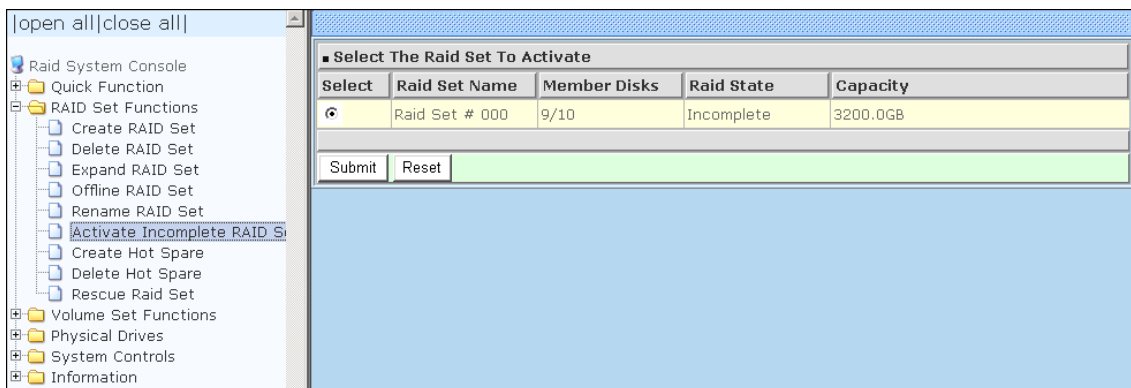 |open all|close all|
Raid System Console
Quick Function
RAID Set Functions
Create RAID Set
Delete RAID Set
Expand RAID Set
Offline RAID Set
Rename RAID Set
Activate Incomplete RAID S
Create Hot Spare
Delete Hot Spare
Rescue Raid Set
Volume Set Functions
Physical Drives
System Controls
Information
Select The Raid Set To Activate
Select Raid Set Name Member Disks Raid State Capacity
Raid Set # 000 9/10 Incomplete 3200.0GB
Submit Reset